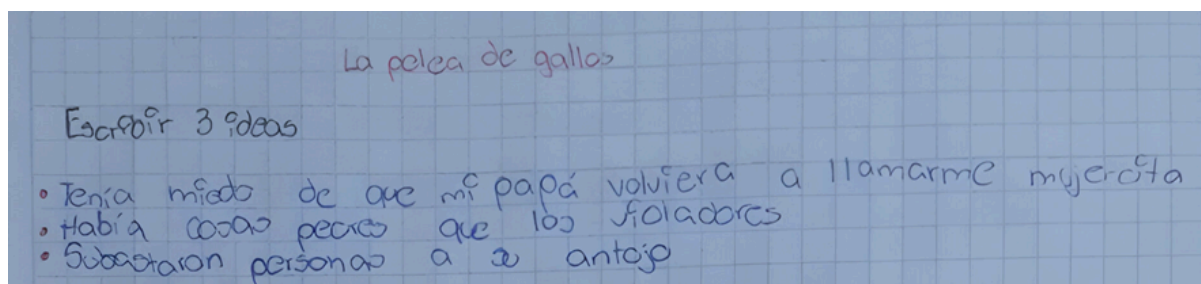 La pelea de gallos
Escribir 3 ideas
• Tenía miedo de que mi papá volviera a llamarme mujercita
• Había cosas peores que los violadores
• Subastaron personas a su antojo